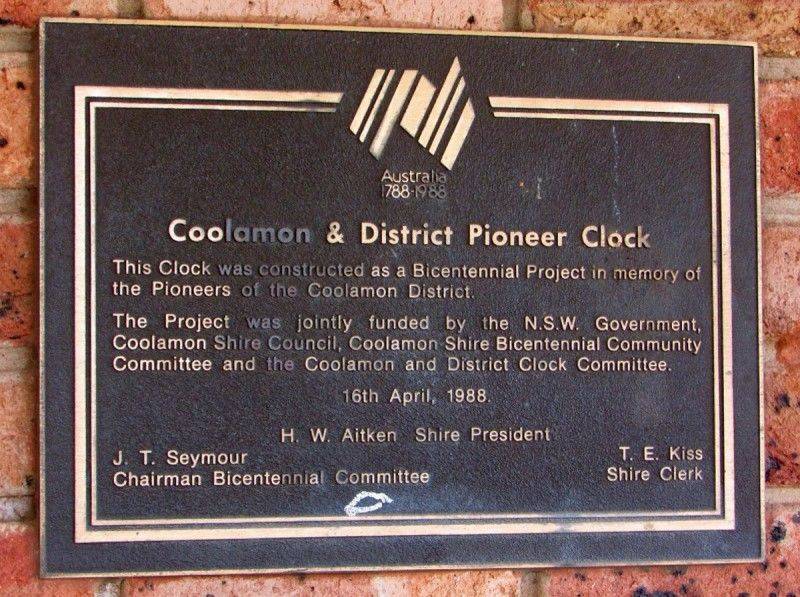 Australia
1788-1988
Coolamon & District Pioneer Clock
This Clock was constructed as a Bicentennial Project in memory of
the Pioneers of the Coolamon District.
The Project was jointly funded by the N.S.W. Government,
Coolamon Shire Council, Coolamon Shire Bicentennial Community
Committee and the Coolamon and District Clock Committee.
16th April, 1988.
H. W. Aitken Shire President
J. T. Seymour
Chairman Bicentennial Committee
T. E. Kiss
Shire Clerk